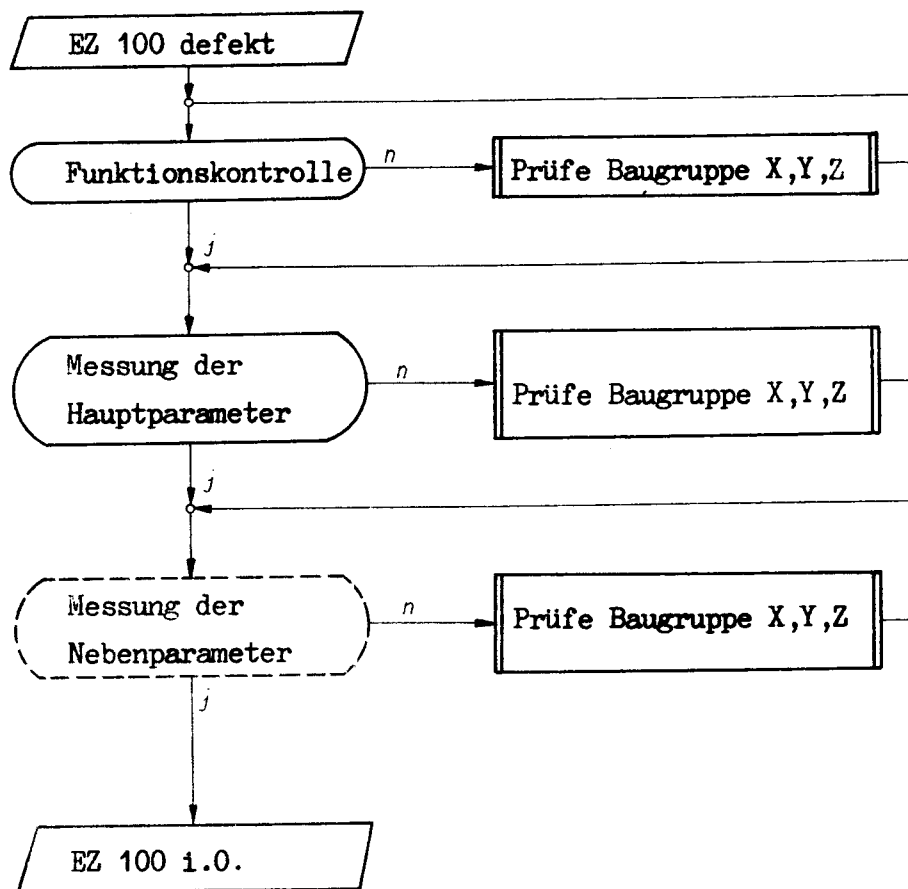 EZ 100 defekt
Funktionskontrolle
n
Prüfe Baugruppe X,Y,Z
j
Messung der
Hauptparameter
n
Prüfe Baugruppe X,Y,Z
j
Messung der
Nebenparameter
n
Prüfe Baugruppe X,Y,Z
j
EZ 100 i.O.